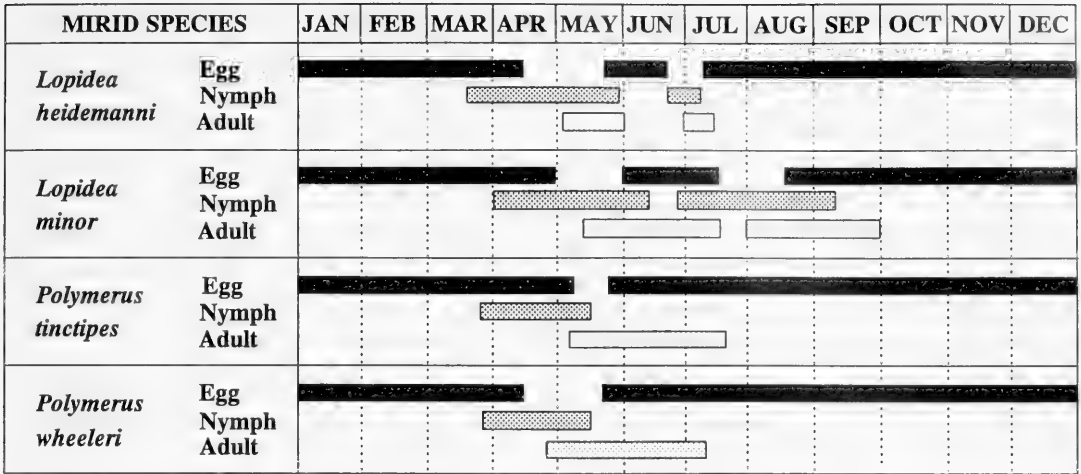 MIRID SPECIES JAN FEB MAR APR MAY JUN JUL AUG SEP OCT NOV DEC
Lopidea heidemanni
Egg
Nymph
Adult
Lopidea minor
Egg
Nymph
Adult
Polymerus tinctipes
Egg
Nymph
Adult
Polymerus wheeleri
Egg
Nymph
Adult